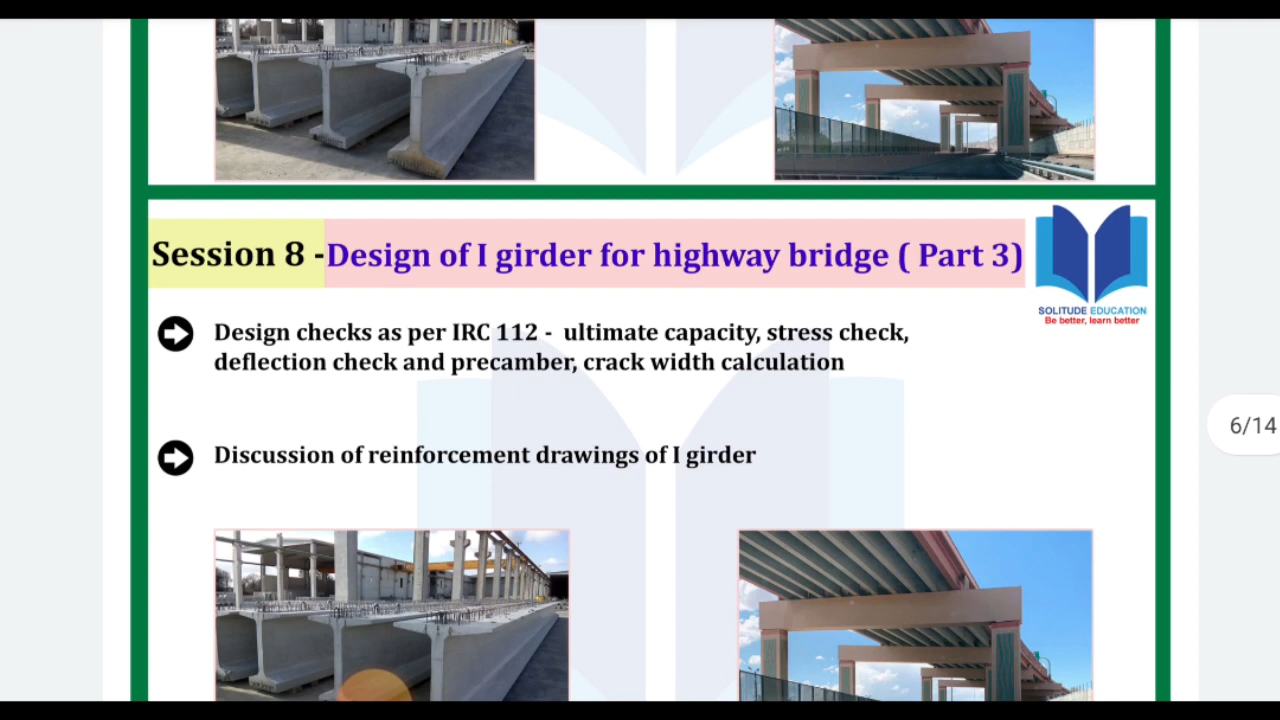 Session 8 -Design of I girder for highway bridge ( Part 3)
SOLITUDE EDUCATION
Be better, learn better
Design checks as per IRC 112 - ultimate capacity, stress check,
deflection check and precamber, crack width calculation
6/14
Discussion of reinforcement drawings of I girder